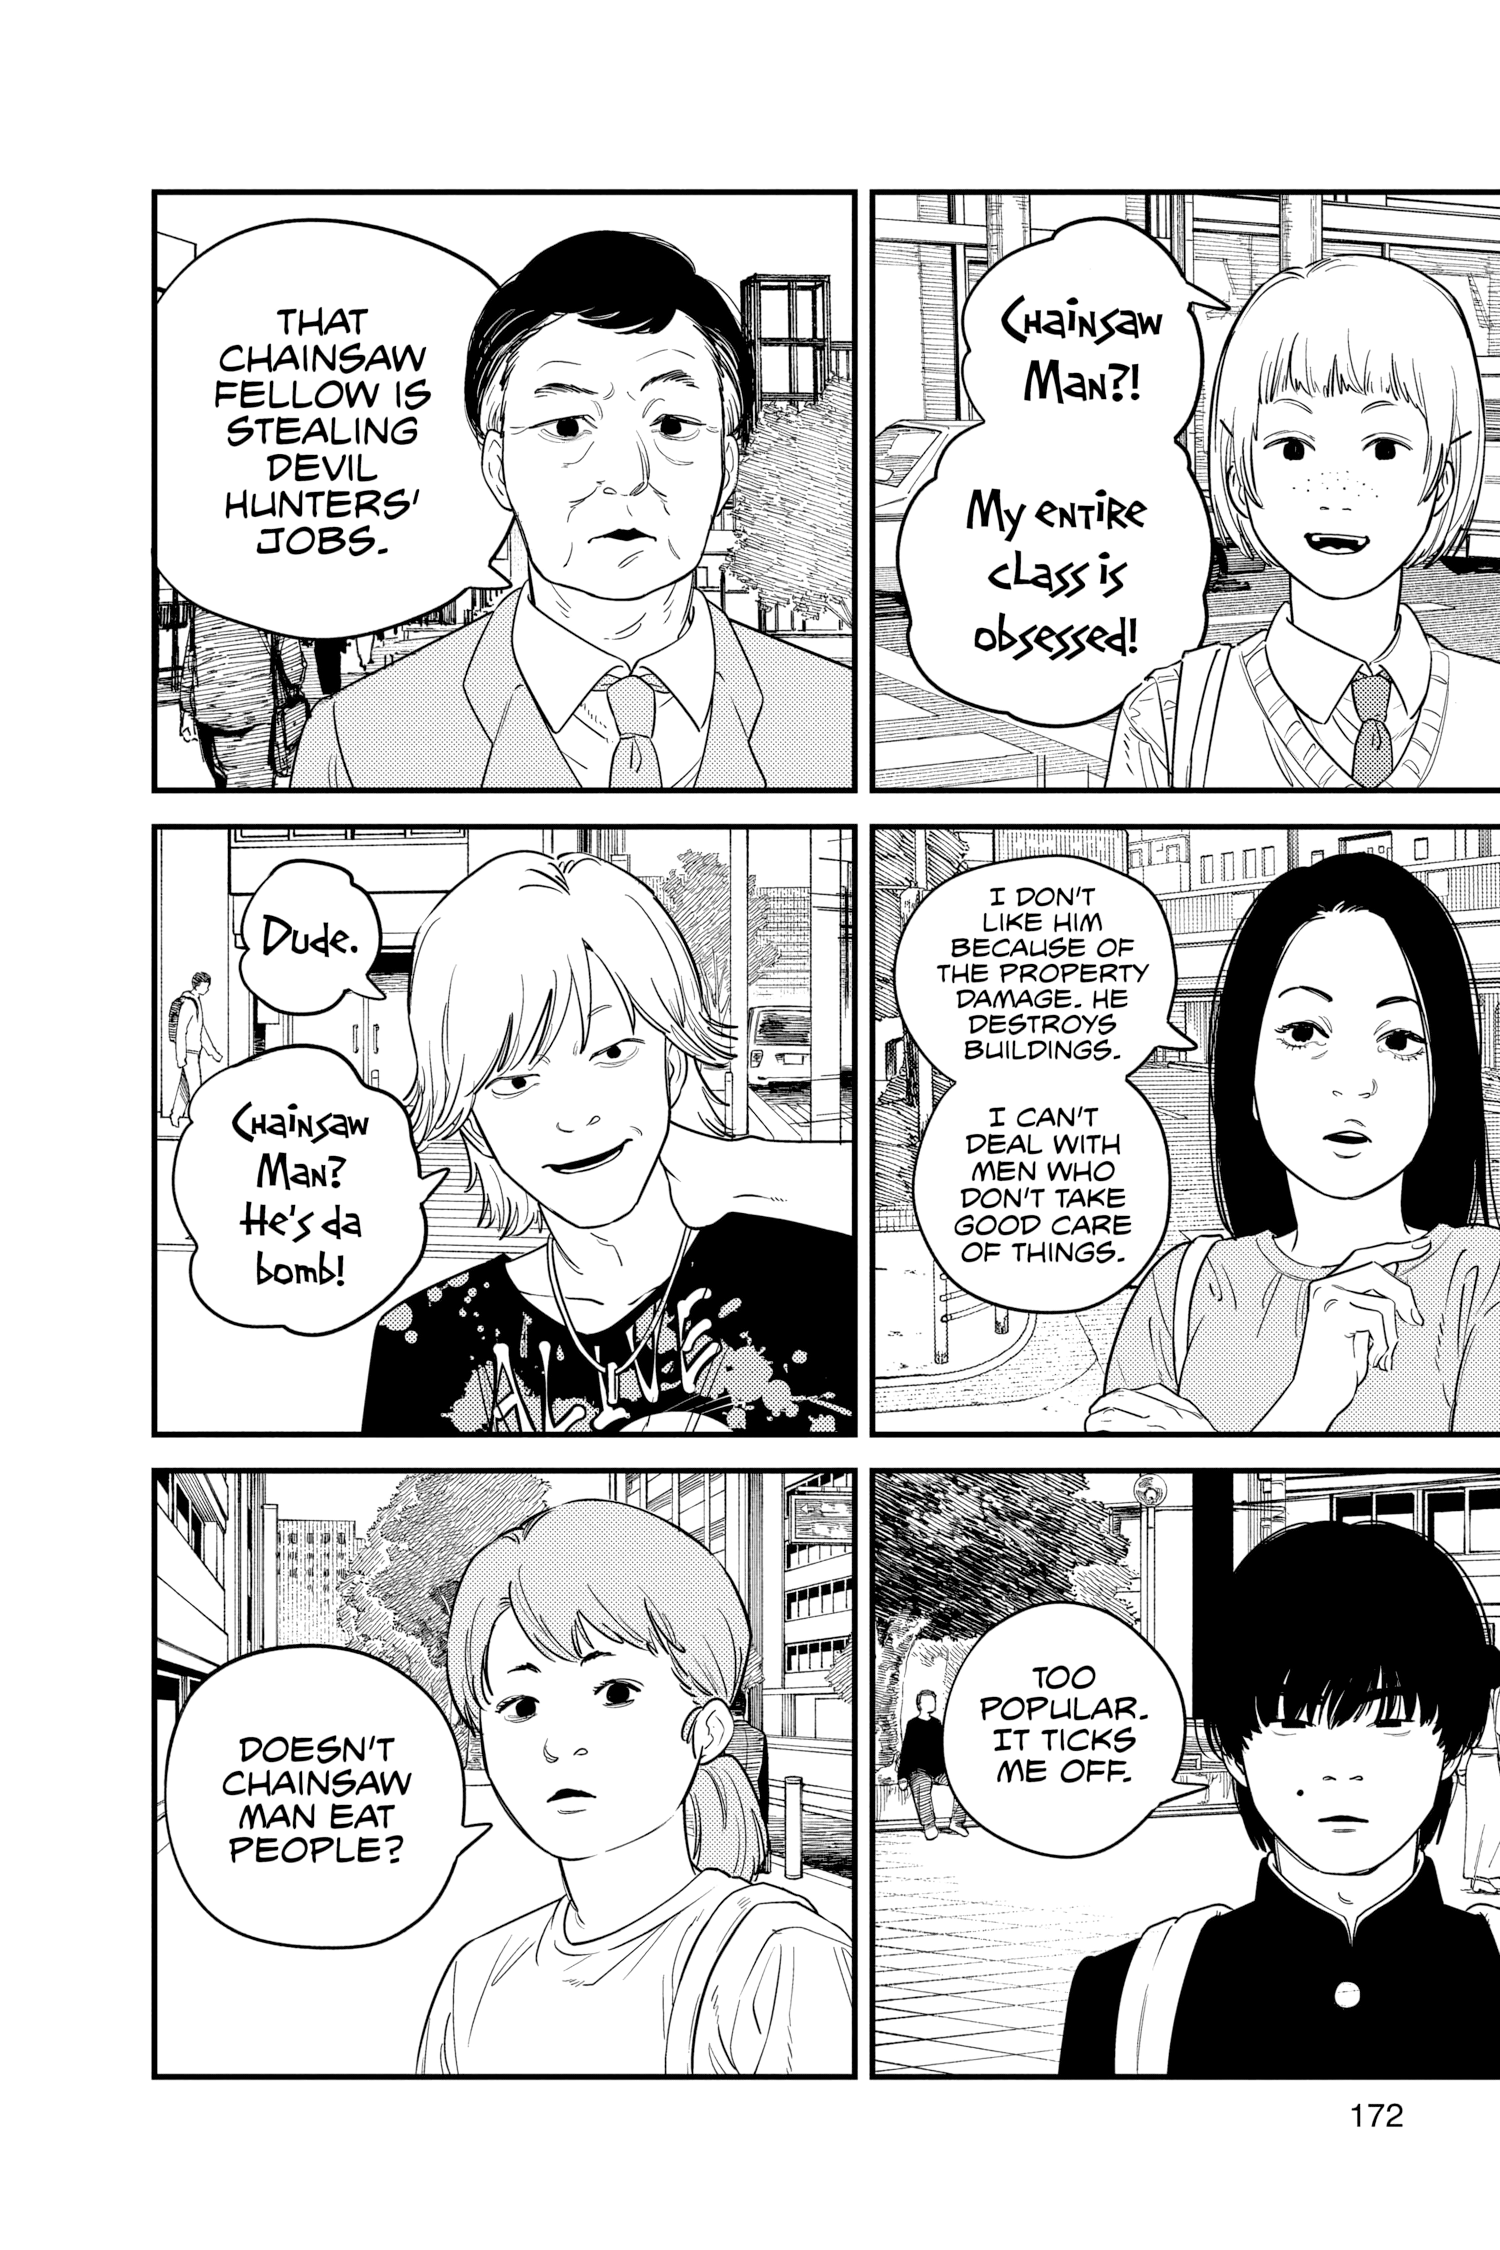 Chainsaw
Man?!
My entire
class is
obsessed!
THAT
CHAINSAW
FELLOW IS
STEALING
DEVIL
HUNTERS'
JOBS.
I DON'T
LIKE HIM
BECAUSE OF
THE PROPERTY
DAMAGE. HE
DESTROYS
BUILDINGS.
I CAN'T
DEAL WITH
MEN WHO
DON'T TAKE
GOOD CARE
OF THINGS.
Dude.
Chainsaw
Man?
He's da
bomb!
ALIVE
TOO
POPULAR.
IT TICKS
ME OFF.
DOESN'T
CHAINSAW
MAN EAT
PEOPLE?
172